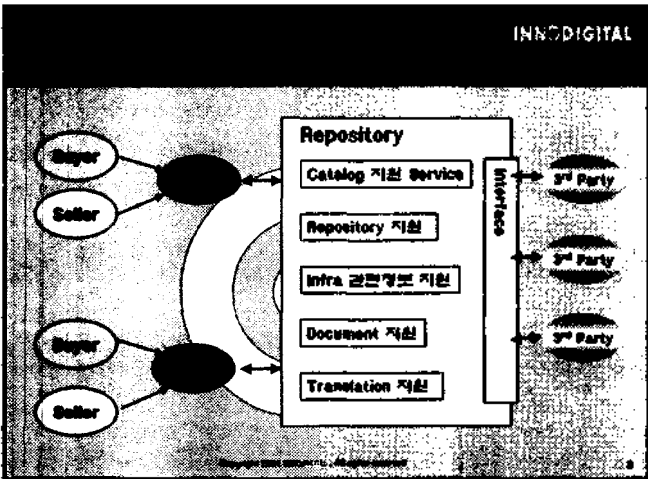 INNODIGITAL
Repository
Buyer
Seller
Catalog 지원 Service
Repository 지원
Infra 관련정보 지원
Document 지원
Translation 지원
Interface
3rd Party
3rd Party
3rd Party
Buyer
Seller